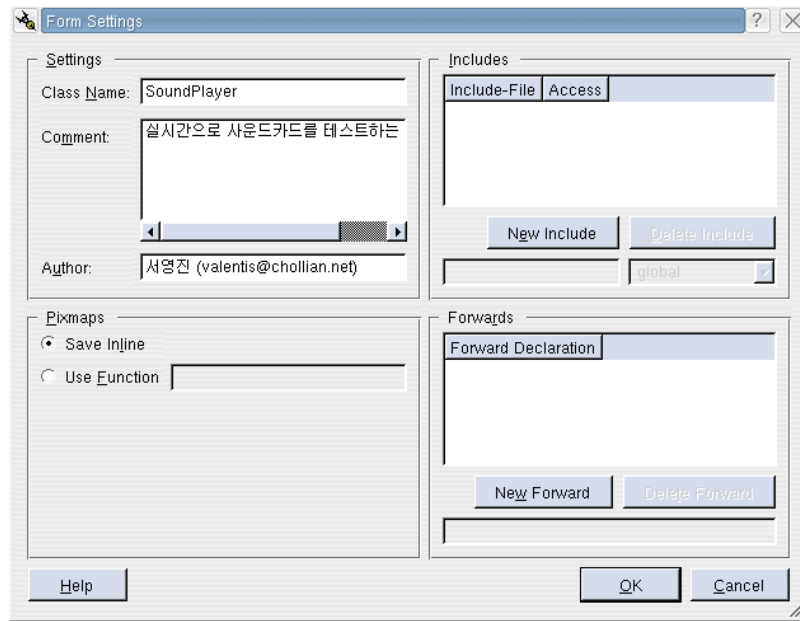 Form Settings
?
Settings
Class Name: SoundPlayer
Comment: 실시간으로 사운드카드를 테스트하는
Author: 서영진 (valentis@chollian.net)
Includes
Include-File Access
New Include Delete Include
global
Pixmaps
Save Inline
Use Function
Forwards
Forward Declaration
New Forward Delete Forward
Help OK Cancel